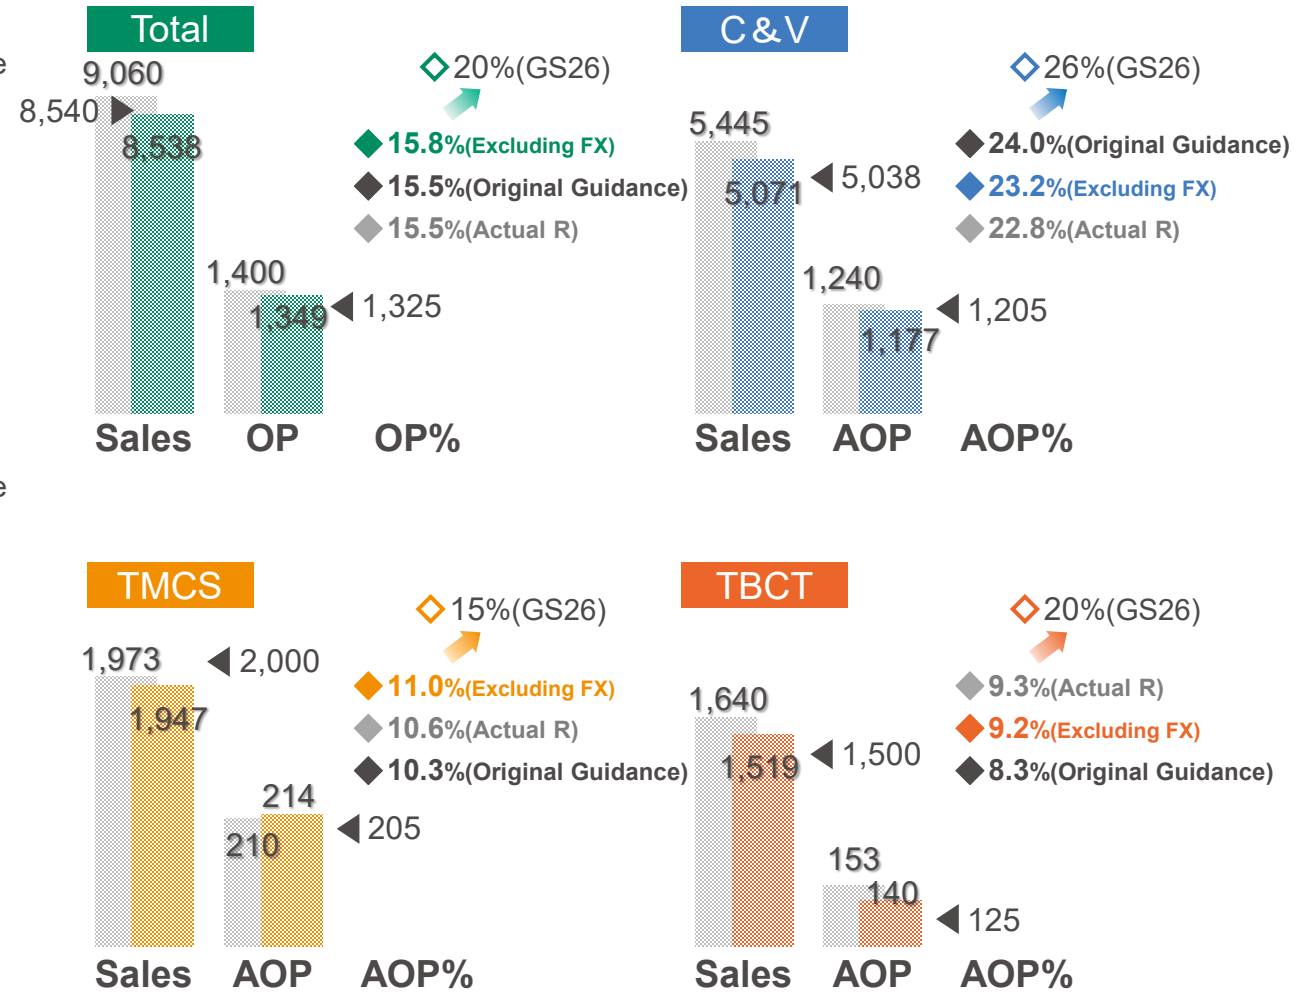 Total
9,060
8,540
8,538
1,400
1,349
1,325
20%(GS26)
15.8%(Excluding FX)
15.5%(Original Guidance)
15.5%(Actual R)
Sales OP OP%
C&V
5,445
5,071
5,038
1,240
1,177
1,205
26%(GS26)
24.0%(Original Guidance)
23.2%(Excluding FX)
22.8%(Actual R)
Sales AOP AOP%
e
e
TMCS
1,973
1,947
2,000
210
214
205
15%(GS26)
11.0%(Excluding FX)
10.6%(Actual R)
10.3%(Original Guidance)
Sales AOP AOP%
TBCT
1,640
1,519
1,500
153
140
125
20%(GS26)
9.3%(Actual R)
9.2%(Excluding FX)
8.3%(Original Guidance)
Sales AOP AOP%